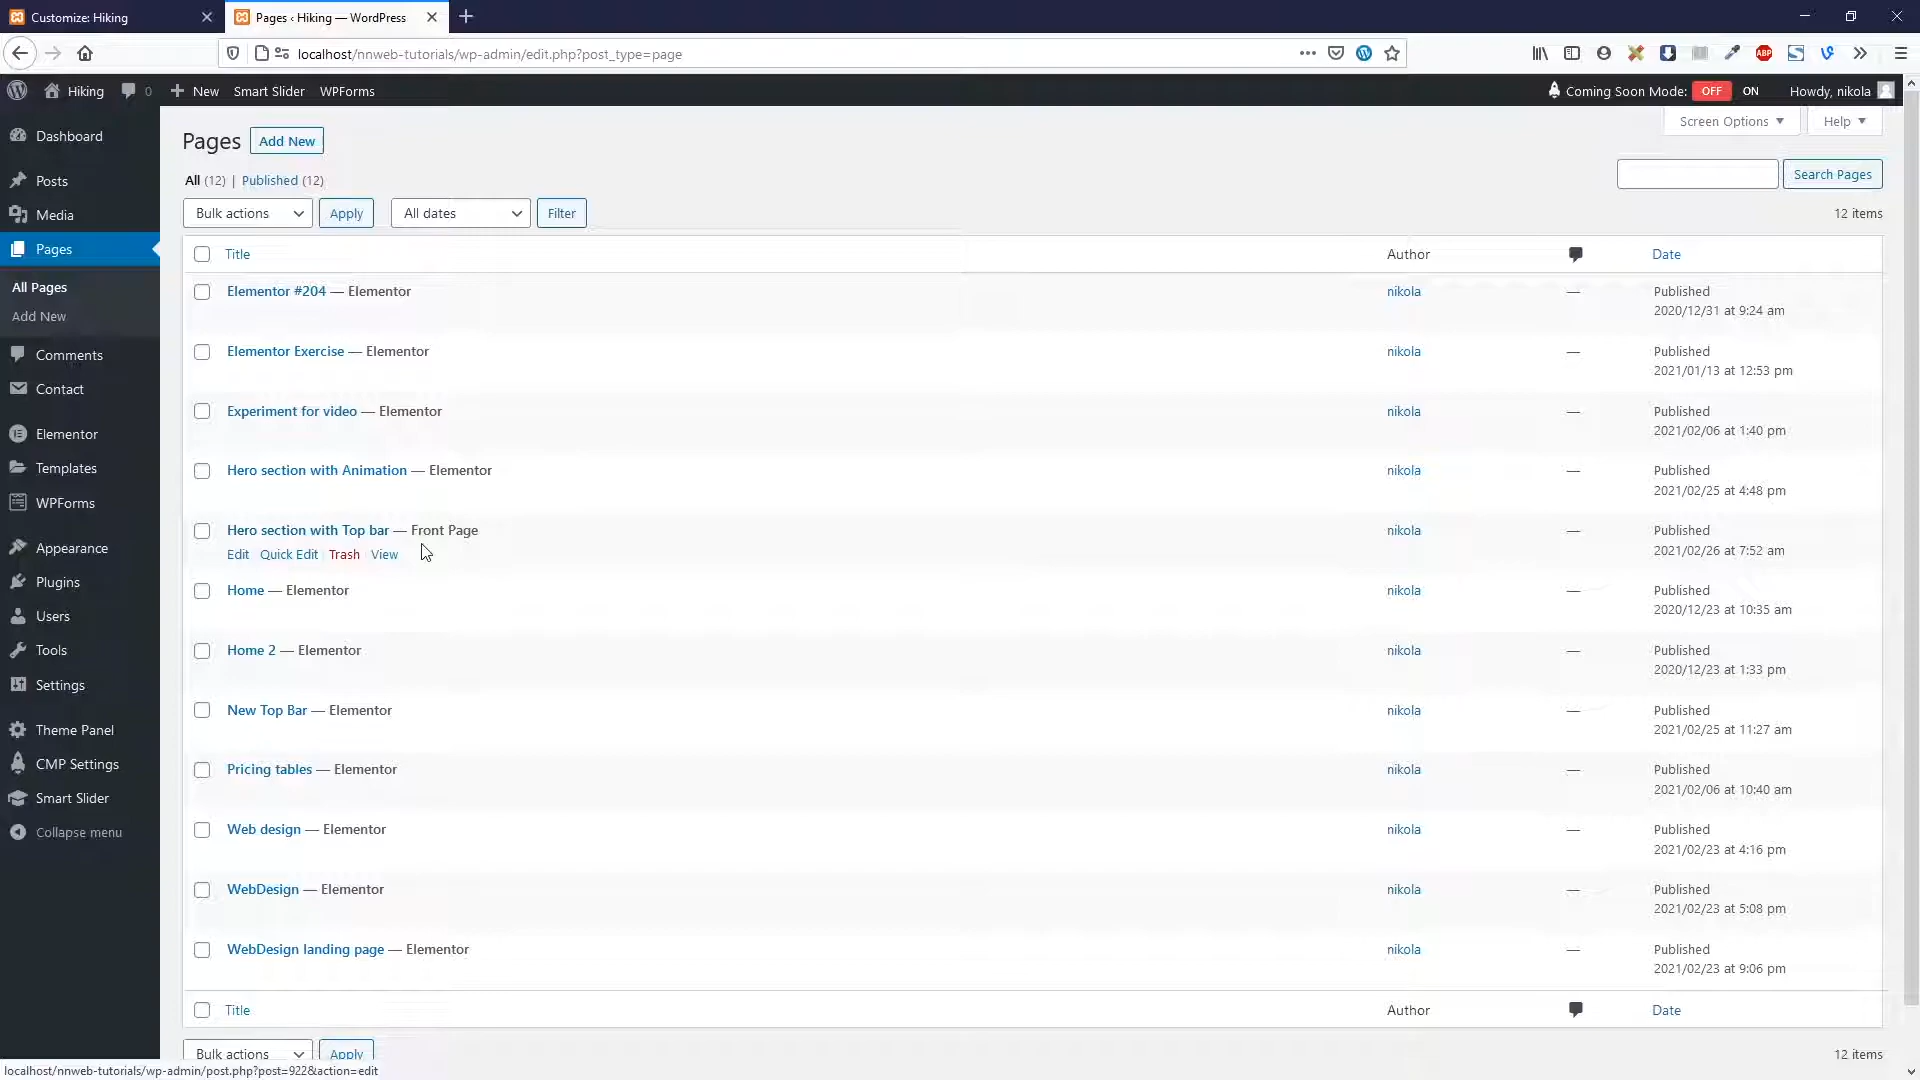 Customize: Hiking
Pages ‹ Hiking — WordPress
localhost/nnweb-tutorials/wp-admin/edit.php?post_type=page
ABP
Hiking 0 New Smart Slider WPForms Coming Soon Mode: OFF ON Howdy, nikola
Dashboard
Posts
Media
Pages
All Pages
Add New
Comments
Contact
Elementor
Templates
WPForms
Appearance
Plugins
Users
Tools
Settings
Theme Panel
CMP Settings
Smart Slider
Collapse menu
Screen Options Help
Pages Add New
All (12) | Published (12)
Search Pages
Bulk actions Apply All dates Filter 12 items
Title Author Date
Elementor #204 — Elementor nikola — Published
2020/12/31 at 9:24 am
Elementor Exercise — Elementor nikola — Published
2021/01/13 at 12:53 pm
Experiment for video — Elementor nikola — Published
2021/02/06 at 1:40 pm
Hero section with Animation — Elementor nikola — Published
2021/02/25 at 4:48 pm
Hero section with Top bar — Front Page nikola — Published
Edit | Quick Edit | Trash | View 2021/02/26 at 7:52 am
Home — Elementor nikola — Published
2020/12/23 at 10:35 am
Home 2 — Elementor nikola — Published
2020/12/23 at 1:33 pm
New Top Bar — Elementor nikola — Published
2021/02/25 at 11:27 am
Pricing tables — Elementor nikola — Published
2021/02/06 at 10:40 am
Web design — Elementor nikola — Published
2021/02/23 at 4:16 pm
WebDesign — Elementor nikola — Published
2021/02/23 at 5:08 pm
WebDesign landing page — Elementor nikola — Published
2021/02/23 at 9:06 pm
Title Author Date
Bulk actions Apply 12 items
localhost/nnweb-tutorials/wp-admin/post.php?post=922&action=edit